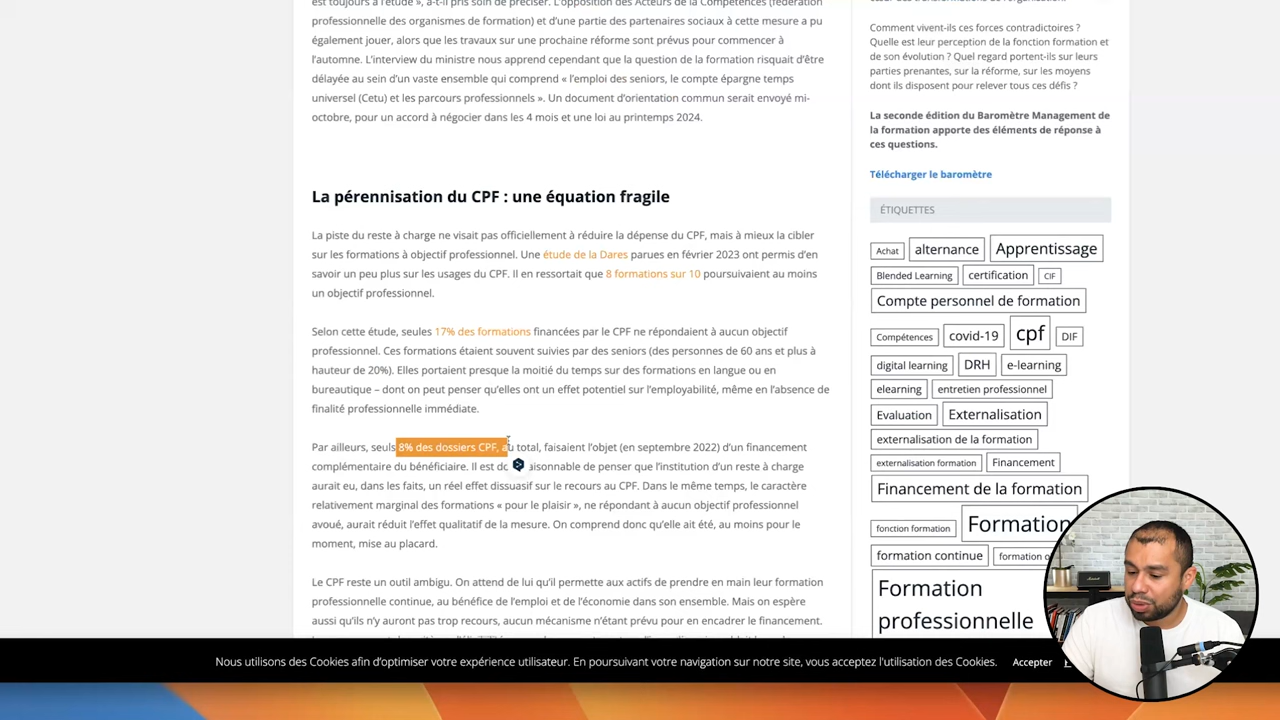 est toujours à l'étude », a-t-il pris soin de préciser. L'opposition des Acteurs de la Compétences (fédération
professionnelle des organismes de formation) et d'une partie des partenaires sociaux à cette mesure a pu
également jouer, alors que les travaux sur une prochaine réforme sont prévus pour commencer à
l'automne. L'interview du ministre nous apprend cependant que la question de la formation risquait d'être
délayée au sein d'un vaste ensemble qui comprend « l'emploi des seniors, le compte épargne temps
universel (Cetu) et les parcours professionnels ». Un document d'orientation commun serait envoyé mi-
octobre, pour un accord à négocier dans les 4 mois et une loi au printemps 2024.
La pérennisation du CPF : une équation fragile
La piste du reste à charge ne visait pas officiellement à réduire la dépense du CPF, mais à mieux la cibler
sur les formations à objectif professionnel. Une étude de la Dares parues en février 2023 ont permis d'en
savoir un peu plus sur les usages du CPF. Il en ressortait que 8 formations sur 10 poursuivaient au moins
un objectif professionnel.
Selon cette étude, seules 17% des formations financées par le CPF ne répondaient à aucun objectif
professionnel. Ces formations étaient souvent suivies par des seniors (des personnes de 60 ans et plus à
hauteur de 20%). Elles portaient presque la moitié du temps sur des formations en langue ou en
bureautique – dont on peut penser qu'elles ont un effet potentiel sur l'employabilité, même en l'absence de
finalité professionnelle immédiate.
Par ailleurs, seuls 8% des dossiers CPF, au total, faisaient l'objet (en septembre 2022) d'un financement
complémentaire du bénéficiaire. Il est raisonnable de penser que l'institution d'un reste à charge
aurait eu, dans les faits, un réel effet dissuasif sur le recours au CPF. Dans le même temps, le caractère
relativement marginal des formations « pour le plaisir », ne répondant à aucun objectif professionnel
avoué, aurait réduit l'effet qualitatif de la mesure. On comprend donc qu'elle ait été, au moins pour le
moment, mise au placard.
Le CPF reste un outil ambigu. On attend de lui qu'il permette aux actifs de prendre en main leur formation
professionnelle continue, au bénéfice de l'emploi et de l'économie dans son ensemble. Mais on espère
aussi qu'ils n'y auront pas trop recours, aucun mécanisme n'étant prévu pour en encadrer le financement.
Comment vivent-ils ces forces contradictoires ?
Quelle est leur perception de la fonction formation et
de son évolution ? Quel regard portent-ils sur leurs
parties prenantes, sur la réforme, sur les moyens
dont ils disposent pour relever tous ces défis ?
La seconde édition du Baromètre Management de
la formation apporte des éléments de réponse à
ces questions.
Télécharger le baromètre
ÉTIQUETTES
Achat alternance Apprentissage
Blended Learning certification CIF
Compte personnel de formation
Compétences covid-19 cpf DIF
digital learning DRH e-learning
elearning entretien professionnel
Evaluation Externalisation
externalisation de la formation
externalisation formation Financement
Financement de la formation
fonction formation Formation
formation continue formation
Formation
professionnelle
Nous utilisons des Cookies afin d'optimiser votre expérience utilisateur. En poursuivant votre navigation sur notre site, vous acceptez l'utilisation des Cookies. Accepter